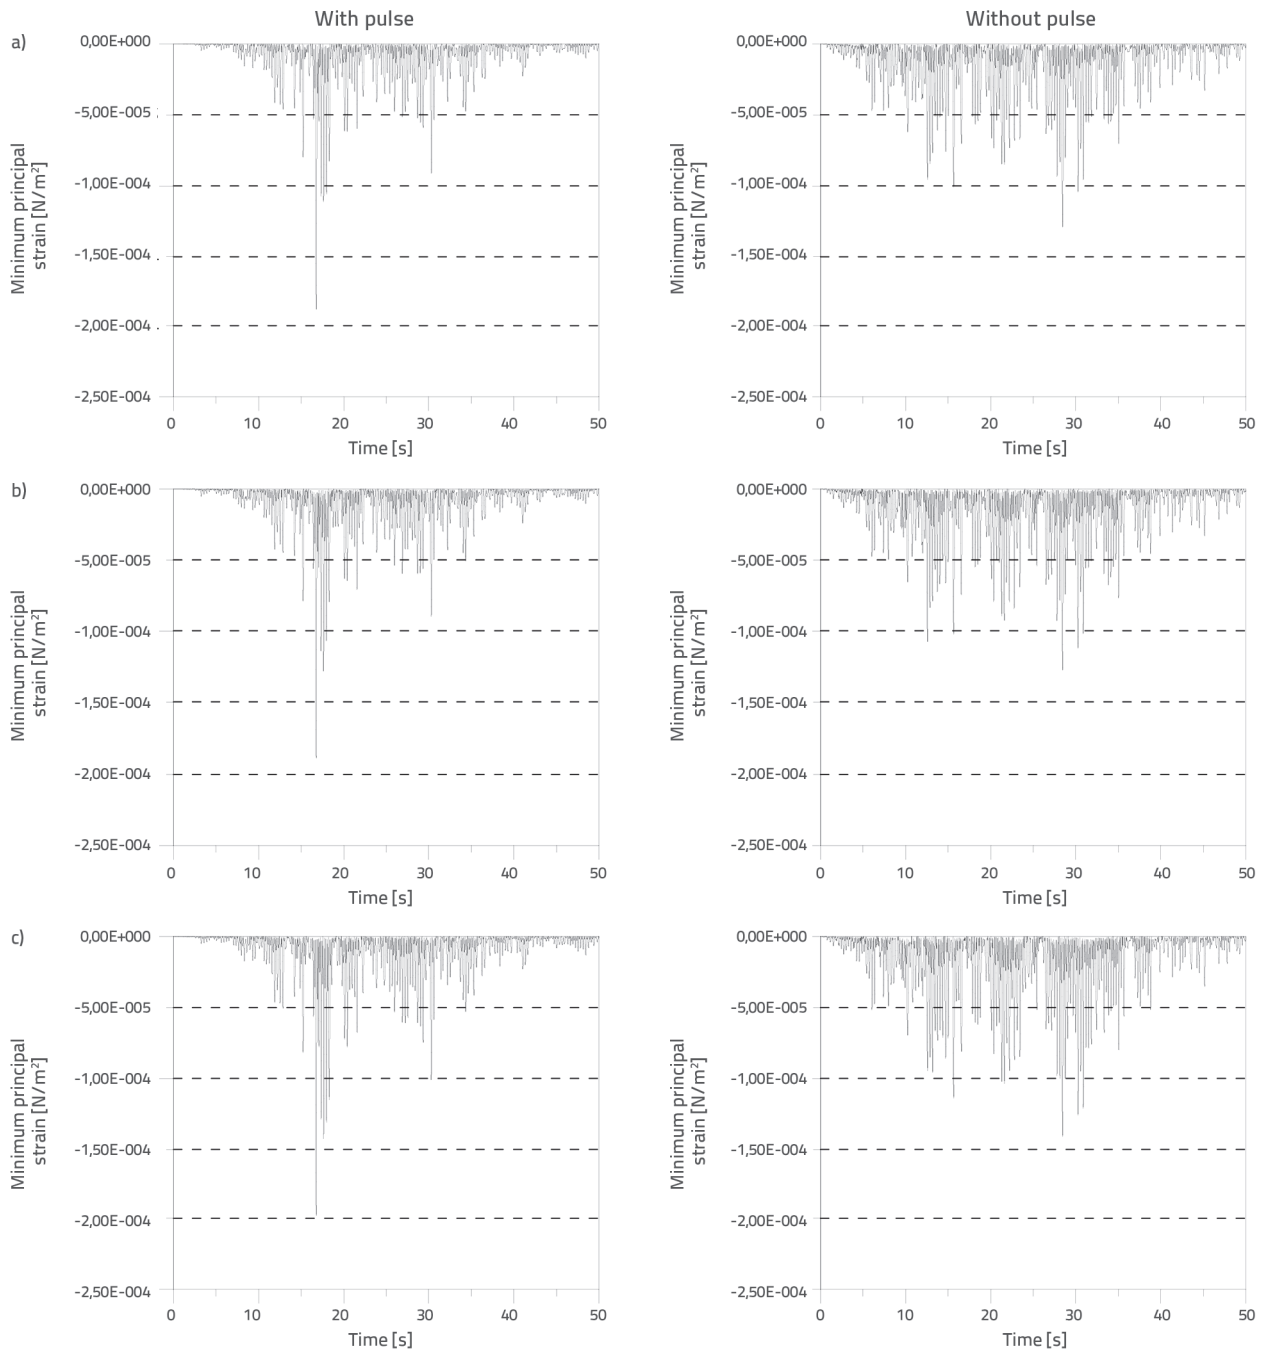 With pulse
Without pulse
a)
0,00E+000
-5,00E-005
-1,00E-004
-1,50E-004
-2,00E-004
-2,50E-004
Minimum principal
strain [N/m²]
0 10 20 30 40 50
Time [s]
0,00E+000
-5,00E-005
-1,00E-004
-1,50E-004
-2,00E-004
-2,50E-004
Minimum principal
strain [N/m²]
0 10 20 30 40 50
Time [s]
b)
0,00E+000
-5,00E-005
-1,00E-004
-1,50E-004
-2,00E-004
-2,50E-004
Minimum principal
strain [N/m²]
0 10 20 30 40 50
Time [s]
0,00E+000
-5,00E-005
-1,00E-004
-1,50E-004
-2,00E-004
-2,50E-004
Minimum principal
strain [N/m²]
0 10 20 30 40 50
Time [s]
c)
0,00E+000
-5,00E-005
-1,00E-004
-1,50E-004
-2,00E-004
-2,50E-004
Minimum principal
strain [N/m²]
0 10 20 30 40 50
Time [s]
0,00E+000
-5,00E-005
-1,00E-004
-1,50E-004
-2,00E-004
-2,50E-004
Minimum principal
strain [N/m²]
0 10 20 30 40 50
Time [s]